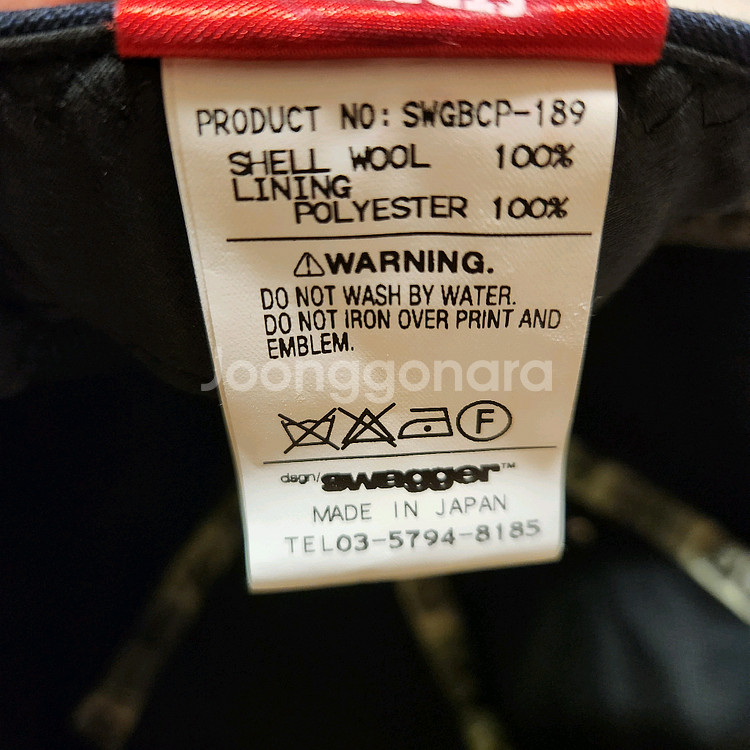 PRODUCT NO: SWGBCP-189
SHELL WOOL 100%
LINING
POLYESTER 100%
⚠WARNING.
DO NOT WASH BY WATER.
DO NOT IRON OVER PRINT AND
EMBLEM.
Joonggonara
F
dsgn/swagger™
MADE IN JAPAN
TEL03-5794-8185